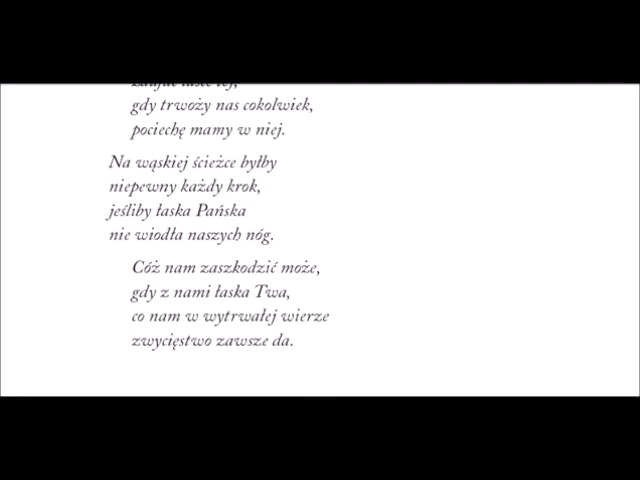 gdy trwoży nas cokolwiek,
pociechę mamy w niej.
Na wąskiej ścieżce byłby
niepewny każdy krok,
jeśliby łaska Pańska
nie wiodła naszych nóg.
Cóż nam zaszkodzić może,
gdy z nami łaska Twa,
co nam w wytrwałej wierze
zwycięstwo zawsze da.